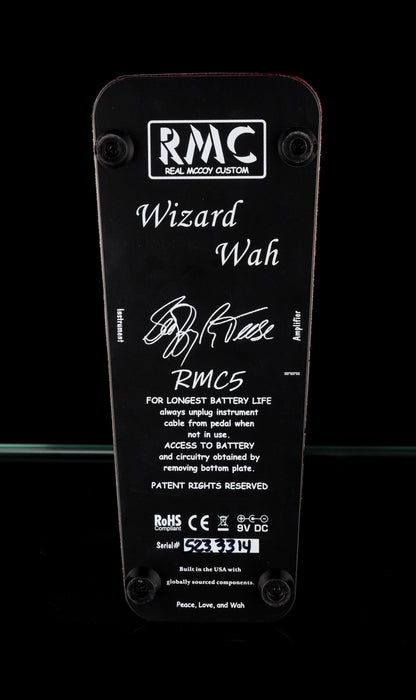 RMC
REAL MCCOY CUSTOM
Wizard
Wah
Instrument
Amplifier
RMC5
FOR LONGEST BATTERY LIFE
always unplug instrument
cable from pedal when
not in use.
ACCESS TO BATTERY
and circuitry obtained by
removing bottom plate.
PATENT RIGHTS RESERVED
RoHS
Compliant
CE
9V DC
Serial# 5233314
Built in the USA with
globally sourced components.
Peace, Love, and Wah